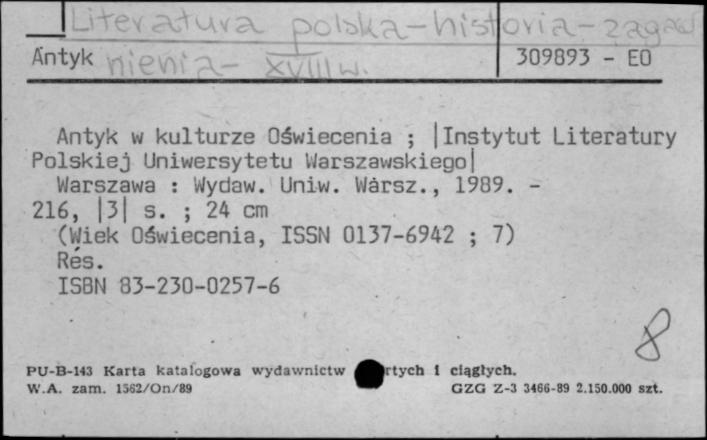 Literatura polska-historia-zagad
Antyk nienia- XVIII w. 309893 - EO
Antyk w kulturze Oświecenia ; |Instytut Literatury
Polskiej Uniwersytetu Warszawskiego|
Warszawa : Wydaw. Uniw. Warsz., 1989. -
216, |3| s. ; 24 cm
(Wiek Oświecenia, ISSN 0137-6942 ; 7)
Rés.
ISBN 83-230-0257-6
8
PU-B-143 Karta katalogowa wydawnictw rtych i ciągłych.
W.A. zam. 1562/On/89 GZG Z-3 3466-89 2.150.000 szt.